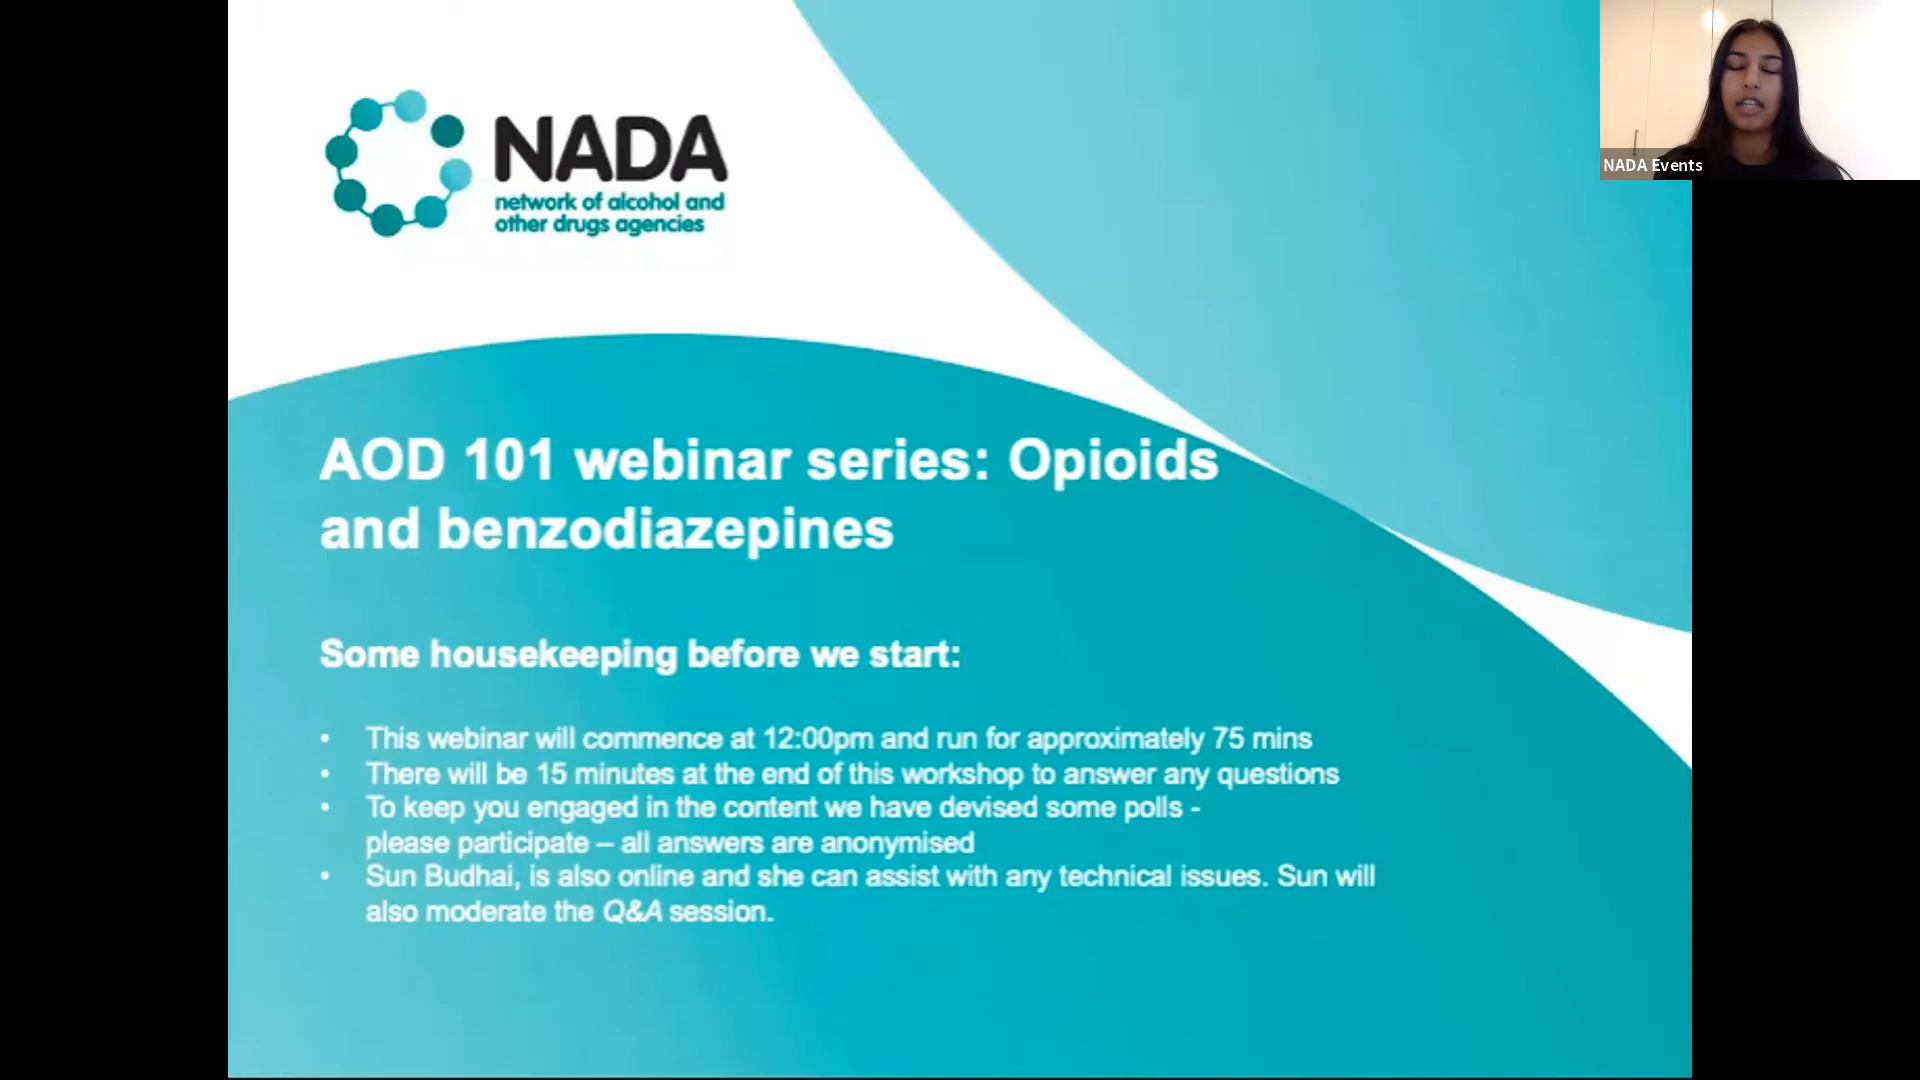 NADA
network of alcohol and
other drugs agencies
NADA Events
AOD 101 webinar series: Opioids
and benzodiazepines
Some housekeeping before we start:
• This webinar will commence at 12:00pm and run for approximately 75 mins
• There will be 15 minutes at the end of this workshop to answer any questions
• To keep you engaged in the content we have devised some polls -
please participate – all answers are anonymised
• Sun Budhai, is also online and she can assist with any technical issues. Sun will
also moderate the Q&A session.